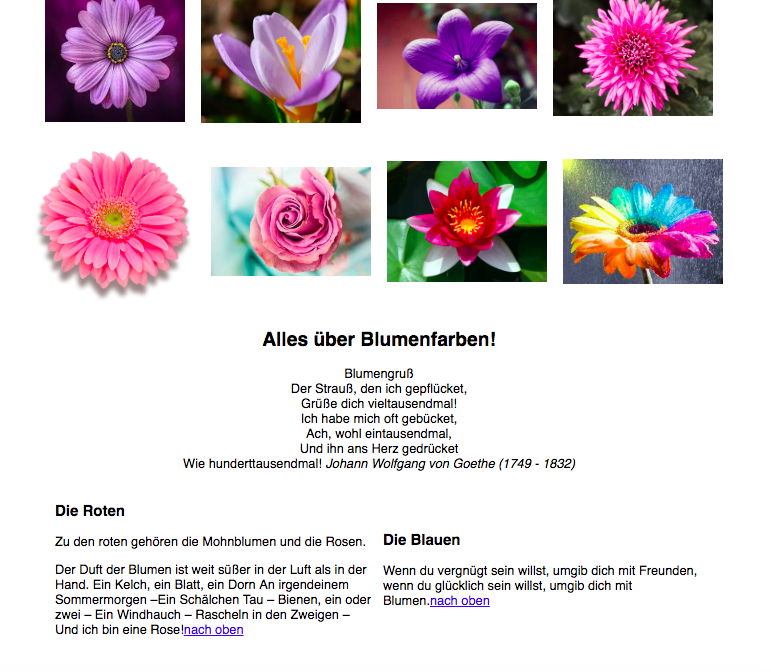 Alles über Blumenfarben!
Blumengruß
Der Strauß, den ich gepflücket,
Grüße dich vieltausendmal!
Ich habe mich oft gebücket,
Ach, wohl eintausendmal,
Und ihn ans Herz gedrücket
Wie hunderttausendmal! Johann Wolfgang von Goethe (1749 - 1832)
Die Roten
Zu den roten gehören die Mohnblumen und die Rosen.
Der Duft der Blumen ist weit süßer in der Luft als in der
Hand. Ein Kelch, ein Blatt, ein Dorn An irgendeinem
Sommermorgen –Ein Schälchen Tau – Bienen, ein oder
zwei – Ein Windhauch – Rascheln in den Zweigen –
Und ich bin eine Rose!nach oben
Die Blauen
Wenn du vergnügt sein willst, umgib dich mit Freunden,
wenn du glücklich sein willst, umgib dich mit
Blumen.nach oben